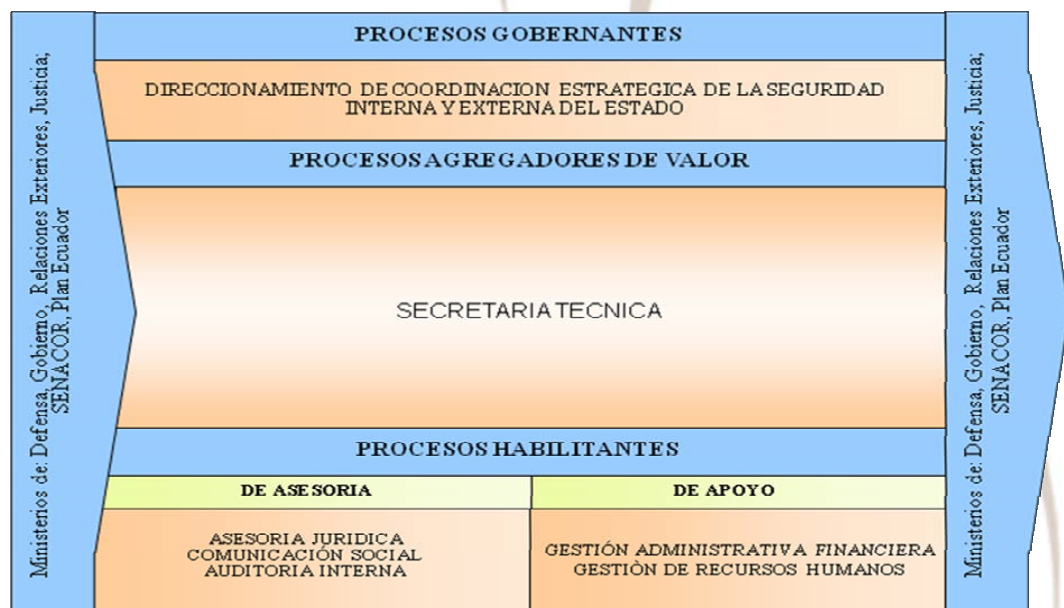 Ministerios de: Defensa, Gobierno, Relaciones Exteriores, Justicia;
SENACOR, Plan Ecuador
PROCESOS GOBERNANTES
DIRECCIONAMIENTO DE COORDINACION ESTRATEGICA DE LA SEGURIDAD
INTERNA Y EXTERNA DEL ESTADO
PROCESOS AGREGADORES DE VALOR
SECRETARIA TECNICA
PROCESOS HABILITANTES
DE ASESORIA
ASESORIA JURIDICA
COMUNICACIÓN SOCIAL
AUDITORIA INTERNA
DE APOYO
GESTIÓN ADMINISTRATIVA FINANCIERA
GESTIÒN DE RECURSOS HUMANOS
Ministerios de: Defensa, Gobierno, Relaciones Exteriores, Justicia;
SENACOR, Plan Ecuador